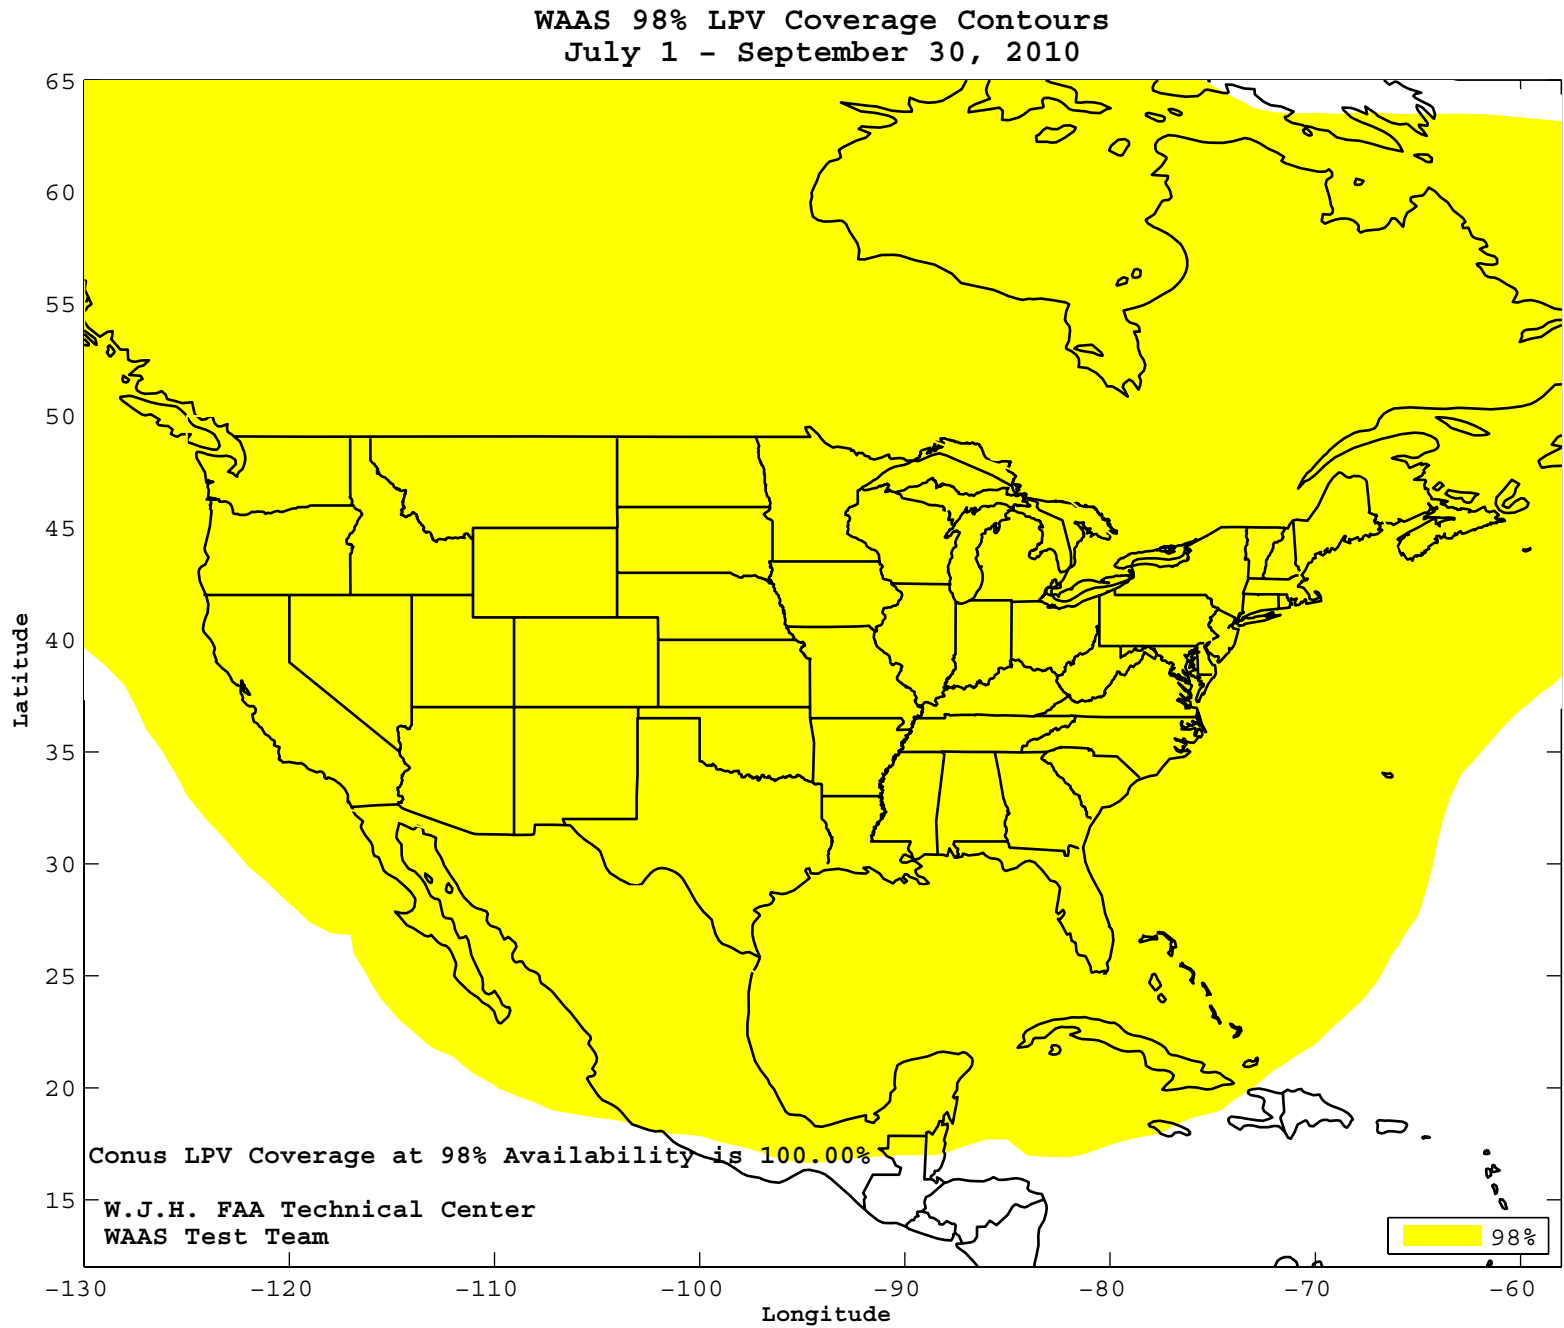 WAAS 98% LPV Coverage Contours
July 1 - September 30, 2010
65
60
55
50
45
40
35
30
25
20
15
Latitude
Conus LPV Coverage at 98% Availability is 100.00%
W.J.H. FAA Technical Center
WAAS Test Team
98%
-130 -120 -110 -100 -90 -80 -70 -60
Longitude